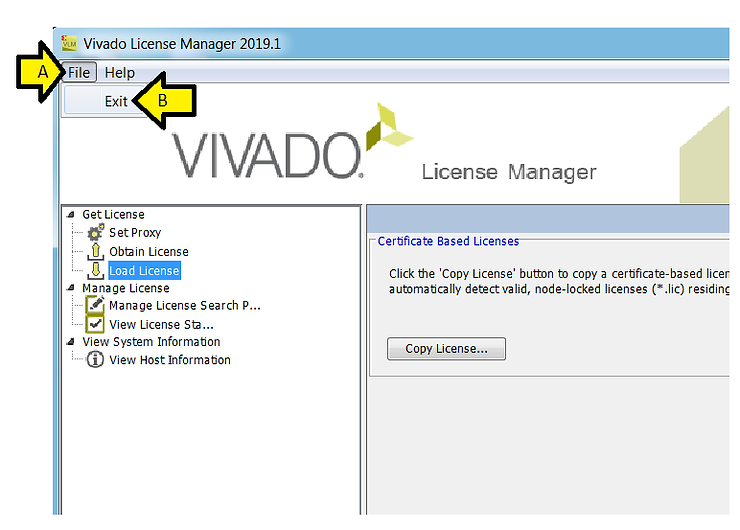 VLM
Vivado License Manager 2019.1
A
File Help
Exit
B
VIVADO.
License Manager
Get License
Set Proxy
Obtain License
Load License
Manage License
Manage License Search P...
View License Sta...
View System Information
View Host Information
Certificate Based Licenses
Click the 'Copy License' button to copy a certificate-based
automatically detect valid, node-locked licenses (*.lic) residing
Copy License...